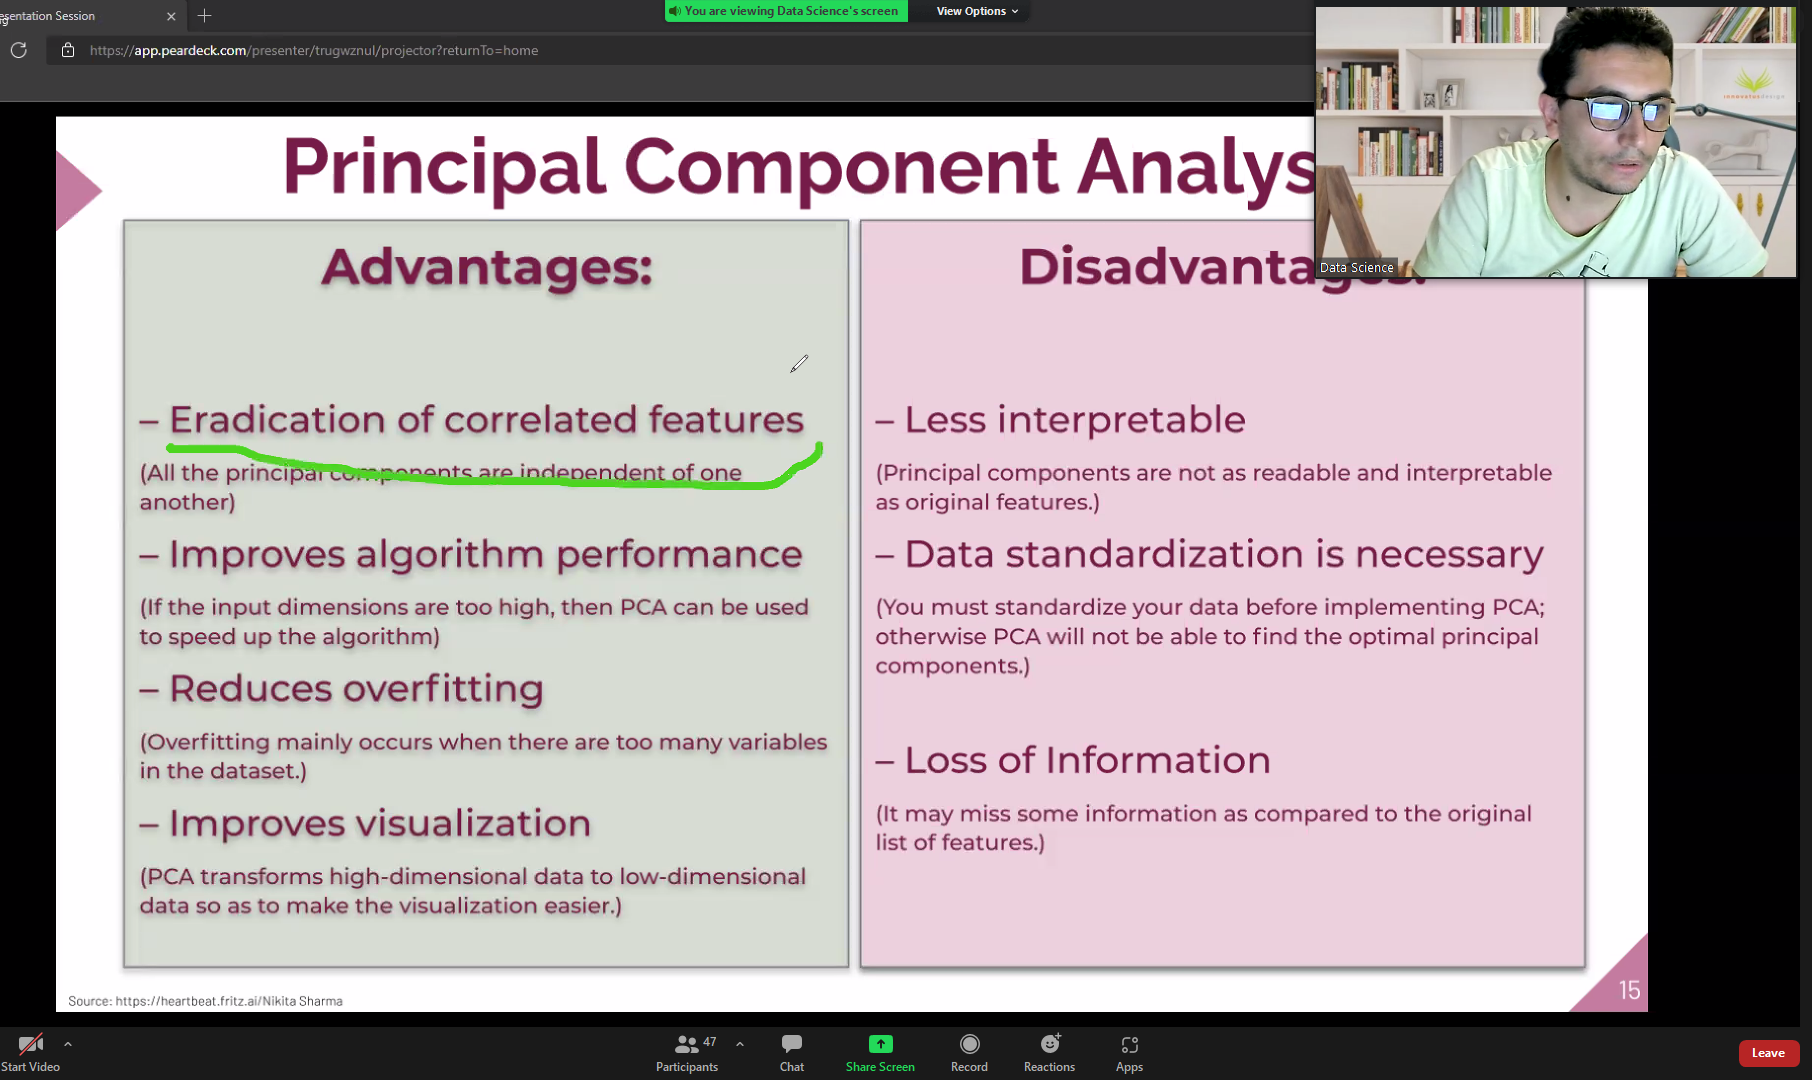 esentation Session
You are viewing Data Science's screen
View Options
https://app.peardeck.com/presenter/trugwznul/projector?returnTo=home
Principal Component Analys
Advantages:
– Eradication of correlated features
(All the principal components are independent of one
another)
– Improves algorithm performance
(If the input dimensions are too high, then PCA can be used
to speed up the algorithm)
– Reduces overfitting
(Overfitting mainly occurs when there are too many variables
in the dataset.)
– Improves visualization
(PCA transforms high-dimensional data to low-dimensional
data so as to make the visualization easier.)
Disadvantages:
– Less interpretable
(Principal components are not as readable and interpretable
as original features.)
– Data standardization is necessary
(You must standardize your data before implementing PCA;
otherwise PCA will not be able to find the optimal principal
components.)
– Loss of Information
(It may miss some information as compared to the original
list of features.)
Data Science
Source: https://heartbeat.fritz.ai/Nikita Sharma
15
Start Video
Participants
47
Chat
Share Screen
Record
Reactions
Apps
Leave